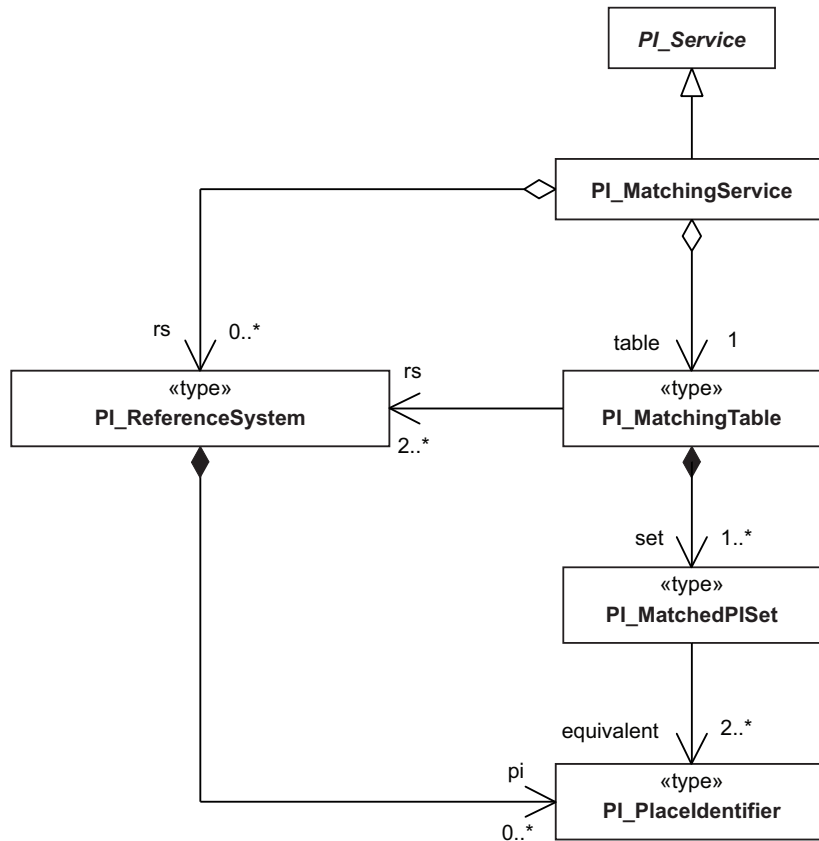 PI_Service
PI_MatchingService
rs
0..*
table
1
«type»
PI_ReferenceSystem
rs
2..*
«type»
PI_MatchingTable
set
1..*
«type»
PI_MatchedPISet
equivalent
2..*
pi
0..*
«type»
PI_PlaceIdentifier